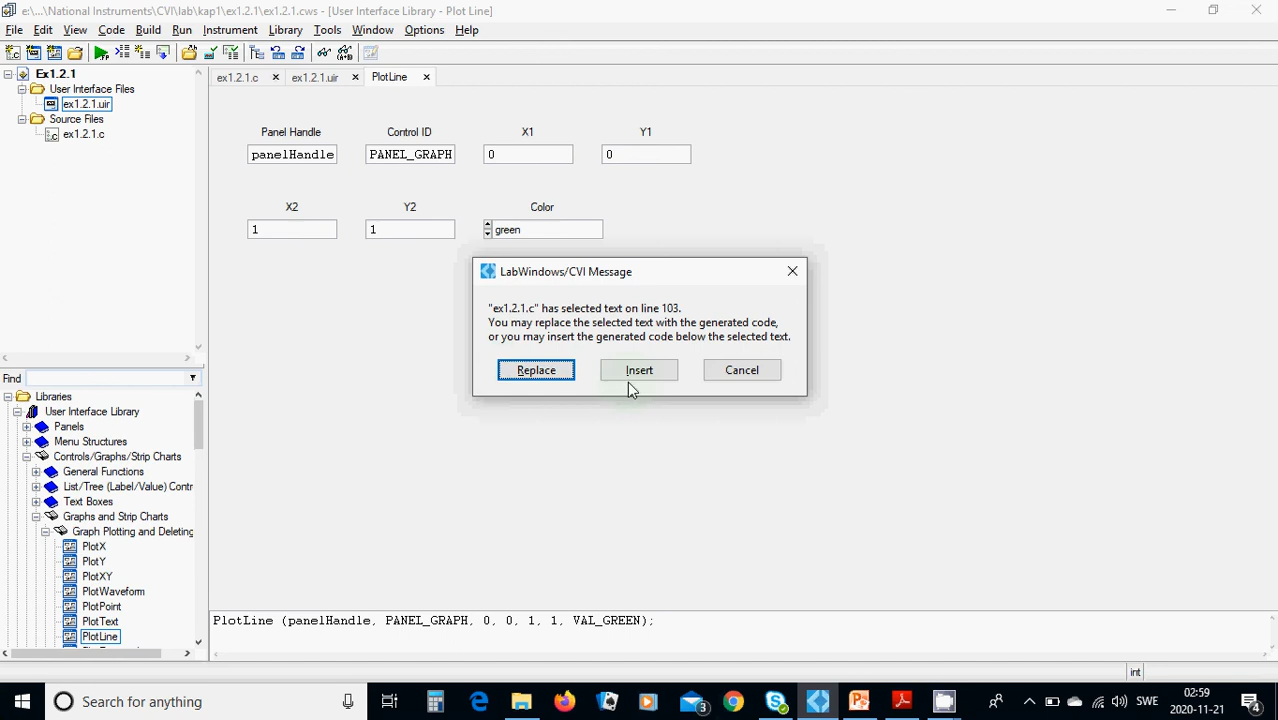 e:\...\National Instruments\CVI\lab\kap1\ex1.2.1\ex1.2.1.cws - [User Interface Library - Plot Line]
File Edit View Code Build Run Instrument Library Tools Window Options Help
Ex1.2.1
User Interface Files
ex1.2.1.uir
Source Files
ex1.2.1.c
ex1.2.1.c ex1.2.1.uir PlotLine
Panel Handle Control ID X1 Y1
panelHandle PANEL_GRAPH 0 0
X2 Y2 Color
1 1 green
LabWindows/CVI Message
"ex1.2.1.c" has selected text on line 103.
You may replace the selected text with the generated code,
or you may insert the generated code below the selected text.
Replace Insert Cancel
Find
Libraries
User Interface Library
Panels
Menu Structures
Controls/Graphs/Strip Charts
General Functions
List/Tree (Label/Value) Contr
Text Boxes
Graphs and Strip Charts
Graph Plotting and Deleting
PlotX
PlotY
PlotXY
PlotWaveform
PlotPoint
PlotText
PlotLine
PlotLine (panelHandle, PANEL_GRAPH, 0, 0, 1, 1, VAL_GREEN);
int
Search for anything
3
SWE
02:59
2020-11-21
4